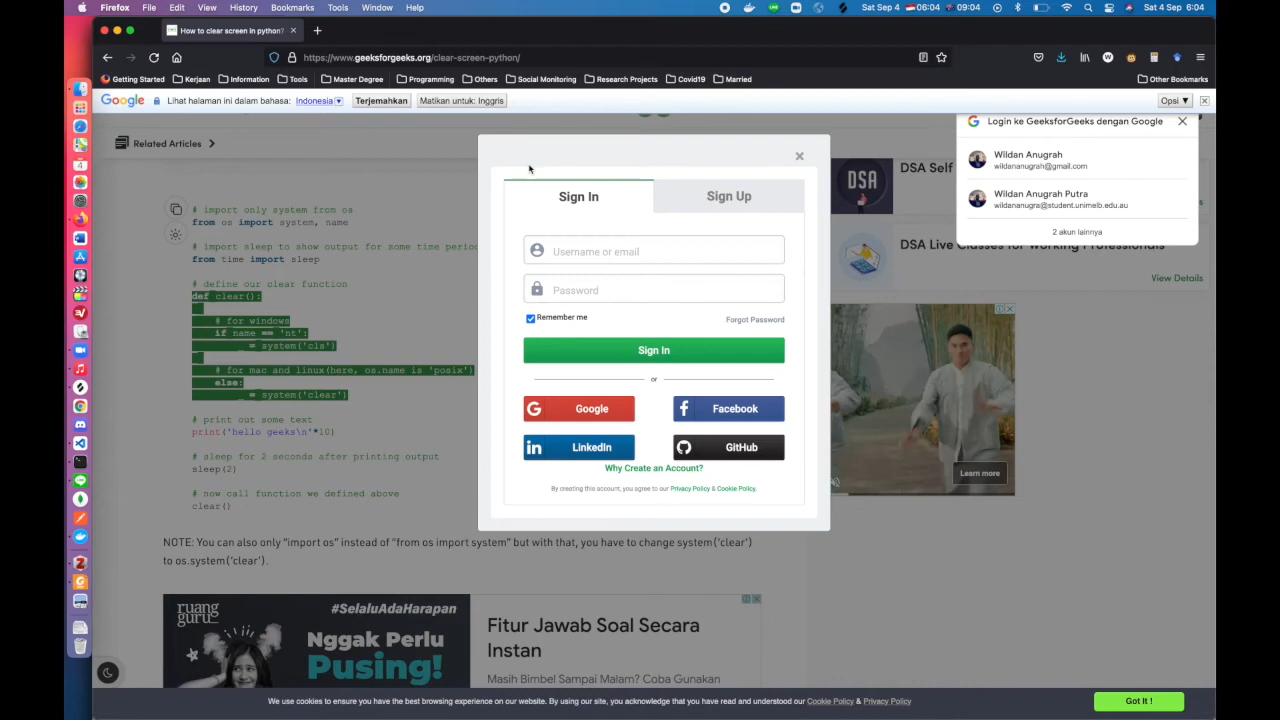 Firefox File Edit View History Bookmarks Tools Window Help
Sat Sep 4 06:04 09:04 Sat 4 Sep 6:04
How to clear screen in python?
https://www.geeksforgeeks.org/clear-screen-python/
Getting Started Kerjaan Information Tools Master Degree Programming Others Social Monitoring Research Projects Covid19 Married Other Bookmarks
Google Lihat halaman ini dalam bahasa: Indonesia Terjemahkan Matikan untuk: Inggris Opsi ▼
Related Articles
Login ke GeeksforGeeks dengan Google
Wildan Anugrah
wildananugrah@gmail.com
Wildan Anugrah Putra
wildananugra@student.unimelb.edu.au
2 akun lainnya
DSA
DSA Self
DSA Live Classes for Working Professionals
View Details
# import only system from os
from os import system, name
# import sleep to show output for some time period
from time import sleep
# define our clear function
def clear():
# for windows
if name == 'nt':
_ = system('cls')
# for mac and linux(here, os.name is 'posix')
else:
_ = system('clear')
# print out some text
print('hello geeks\n'*10)
# sleep for 2 seconds after printing output
sleep(2)
# now call function we defined above
clear()
Sign In
Sign Up
Username or email
Password
Remember me
Forgot Password
Sign In
or
Google
Facebook
LinkedIn
GitHub
Why Create an Account?
By creating this account, you agree to our Privacy Policy & Cookie Policy.
Learn more
NOTE: You can also only “import os” instead of “from os import system” but with that, you have to change system(‘clear’)
to os.system(‘clear’).
ruang
guru
#SelaluAdaHarapan
Nggak Perlu
Pusing!
Fitur Jawab Soal Secara
Instan
Masih Bimbel Sampai Malam? Coba Gunakan
We use cookies to ensure you have the best browsing experience on our website. By using our site, you acknowledge that you have read and understood our Cookie Policy & Privacy Policy
Got It !